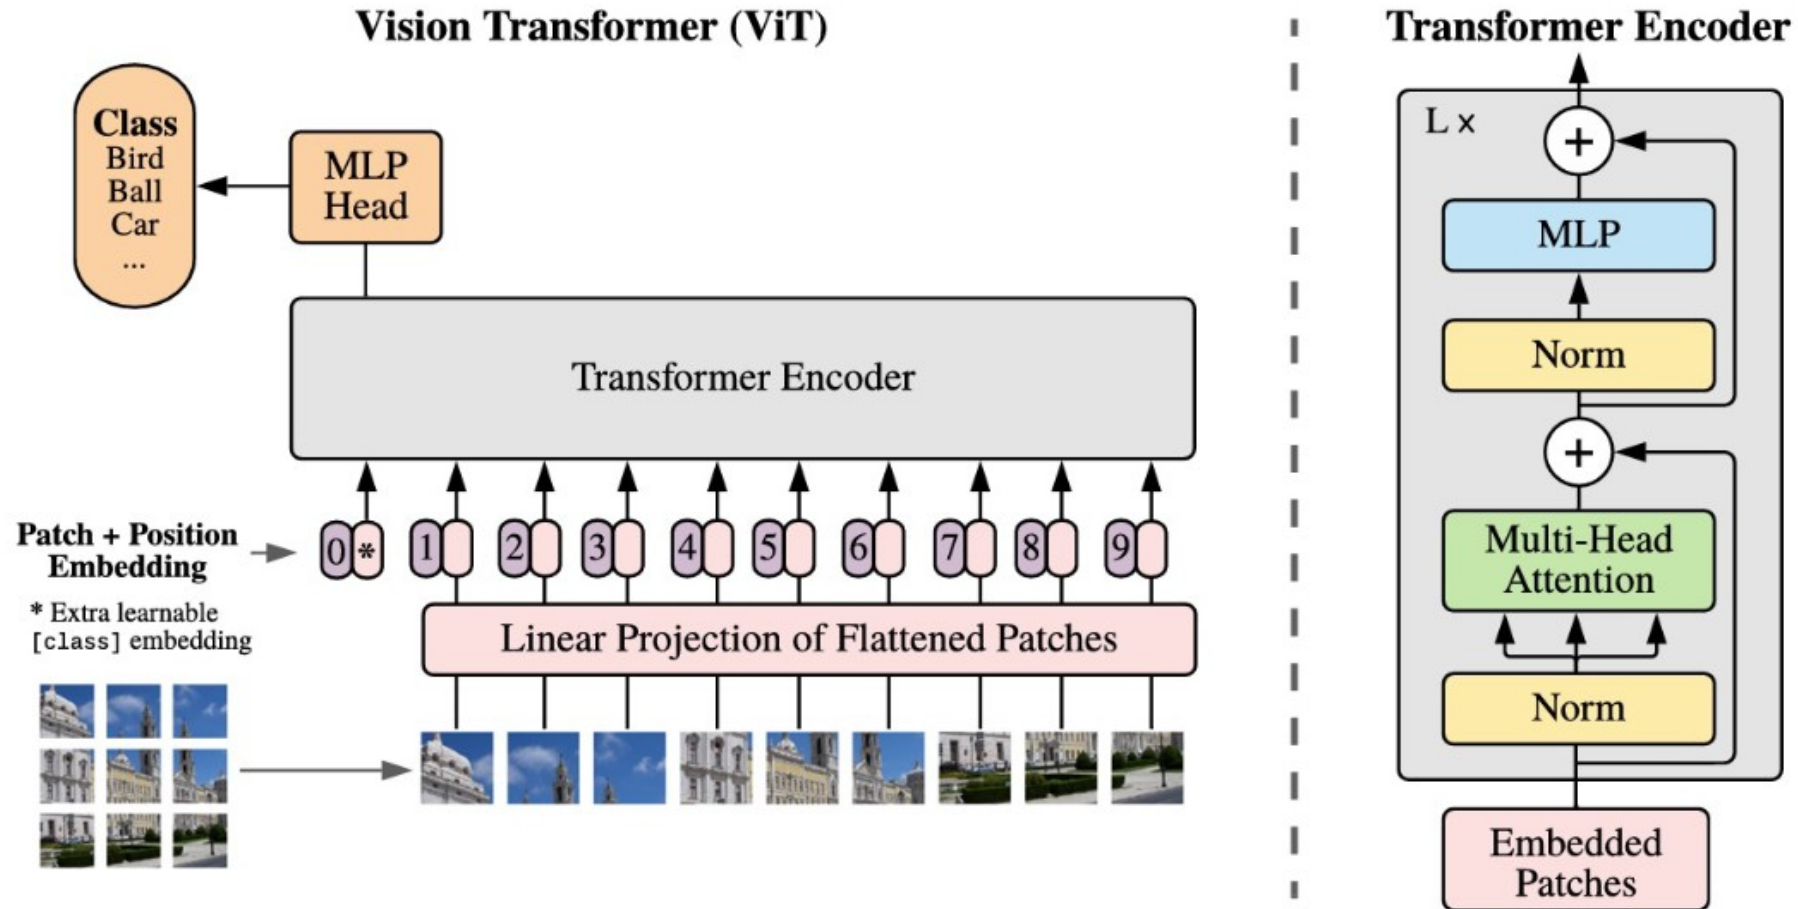 Vision Transformer (ViT)
Class
Bird
Ball
Car
...
MLP
Head
Transformer Encoder
Patch + Position
Embedding
0 * 1 2 3 4 5 6 7 8 9
* Extra learnable
[class] embedding
Linear Projection of Flattened Patches
Transformer Encoder
L x
+
MLP
Norm
+
Multi-Head
Attention
Norm
Embedded
Patches